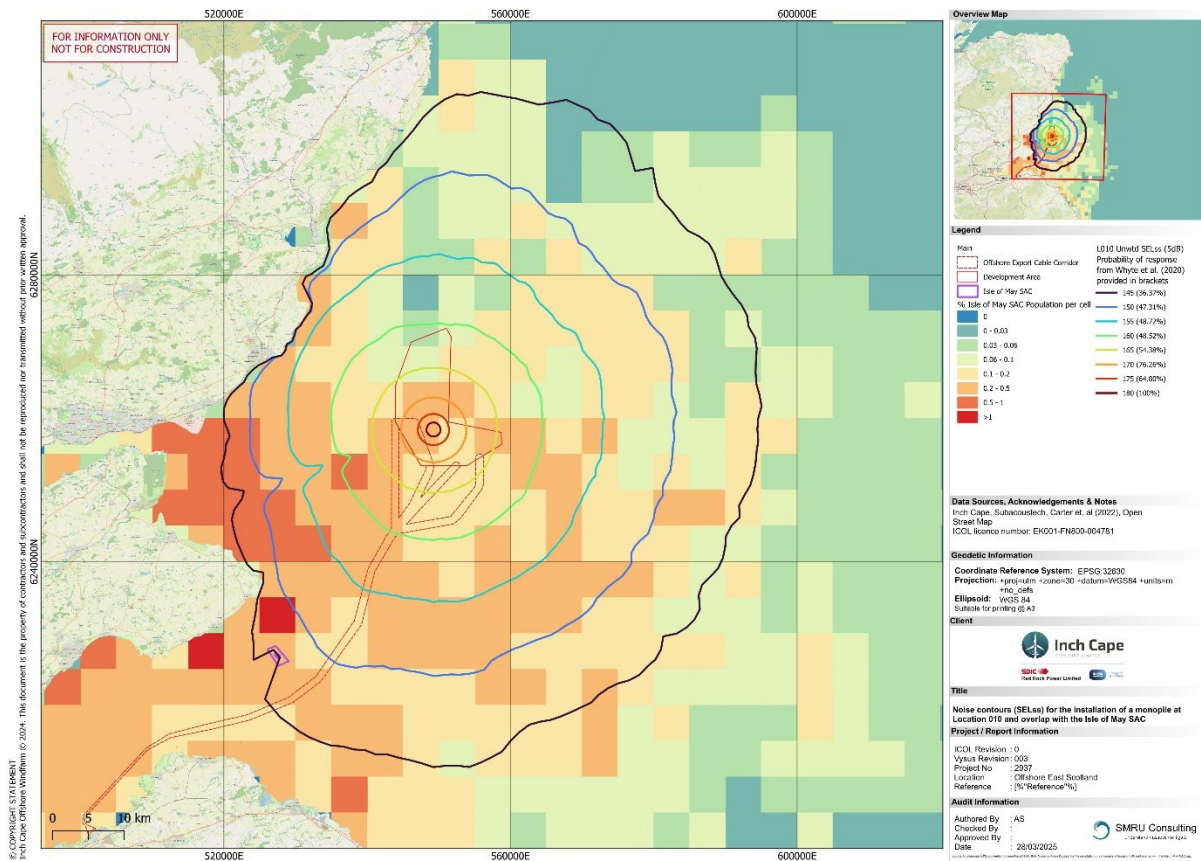 520000E
560000E
600000E
FOR INFORMATION ONLY
NOT FOR CONSTRUCTION
6280000N
6240000N
0 5 10 km
520000E
560000E
600000E
© COPYRIGHT STATEMENT
Inch Cape Offshore Windfarm © 2024. This document is the property of contractors and subcontractors and shall not be reproduced nor transmitted without prior written approval.
Overview Map
Legend
Main
Offshore Export Cable Corridor
Development Area
Isle of May SAC
% Isle of May SAC Population per cell
0
0 - 0.03
0.03 - 0.06
0.06 - 0.1
0.1 - 0.2
0.2 - 0.5
0.5 - 1
>1
L010 Unwtd SELss (5dB)
Probability of response
from Whyte et al. (2020)
provided in brackets
145 (36.37%)
150 (47.31%)
155 (48.72%)
160 (48.52%)
165 (54.38%)
170 (76.26%)
175 (64.80%)
180 (100%)
Data Sources, Acknowledgements & Notes
Inch Cape, Subacoustech, Carter et. al (2022), Open
Street Map
ICOL licence number: EK001-FN800-004781
Geodetic Information
Coordinate Reference System: EPSG:32630
Projection: +proj=utm +zone=30 +datum=WGS84 +units=m
+no_defs
Ellipsoid: WGS 84
Suitable for printing @ A3
Client
Inch Cape
SDIC
Red Rock Power Limited
ESB
Title
Noise contours (SELss) for the installation of a monopile at
Location 010 and overlap with the Isle of May SAC
Project / Report Information
ICOL Revision : 0
Vysus Revision : 003
Project No : 2937
Location : Offshore East Scotland
Reference : [%"Reference"%]
Audit Information
Authored By : AS
Checked By :
Approved By :
Date : 28/03/2025
SMRU Consulting